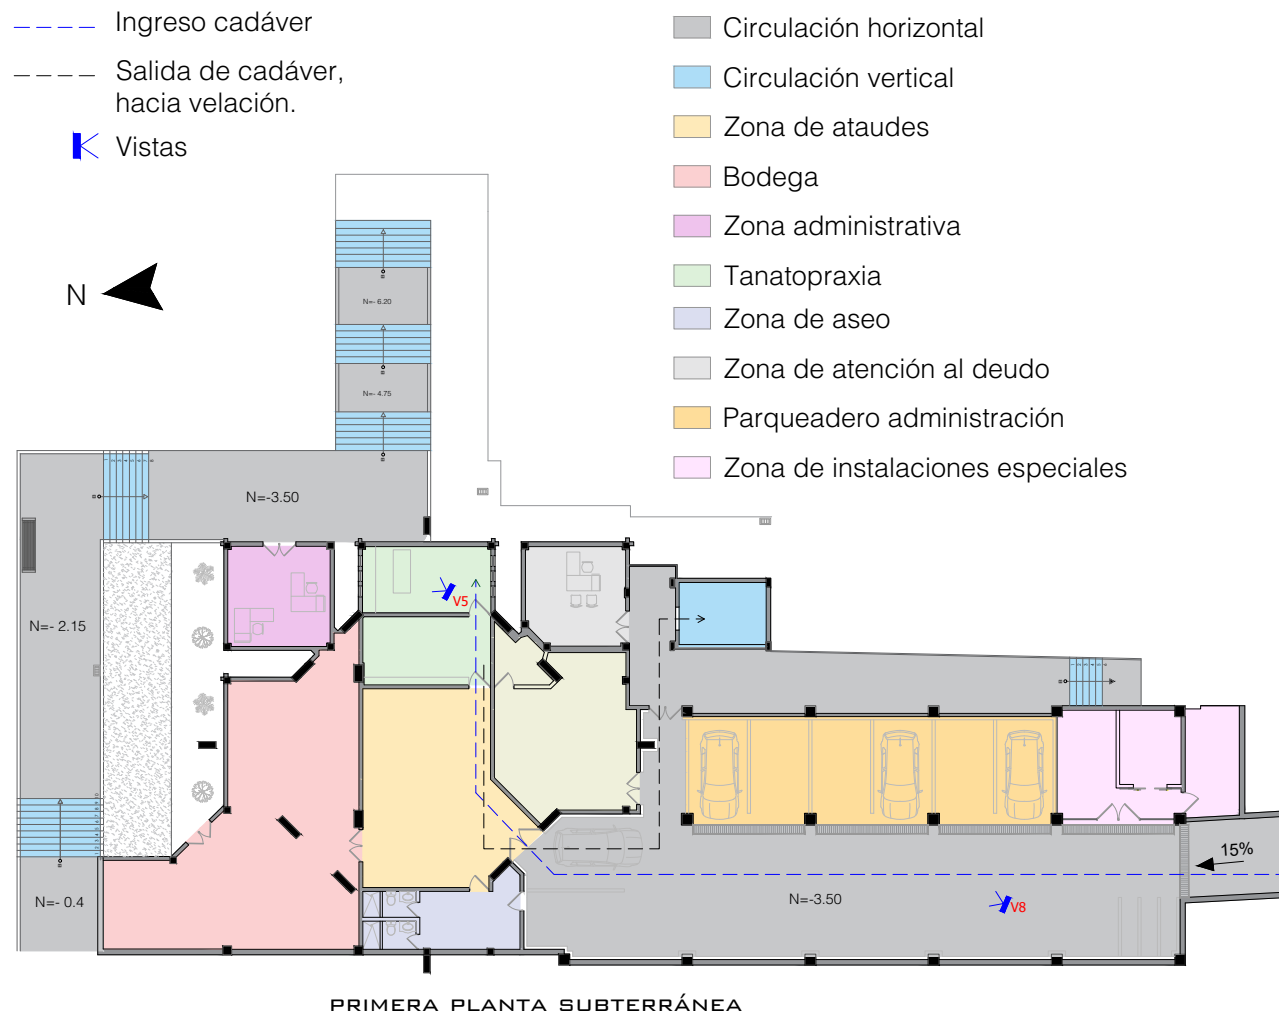 Ingreso cadáver
Salida de cadáver,
hacia velación.
Vistas
Circulación horizontal
Circulación vertical
Zona de ataudes
Bodega
Zona administrativa
Tanatopraxia
Zona de aseo
Zona de atención al deudo
Parqueadero administración
Zona de instalaciones especiales
N
N=- 6.20
N=- 4.75
N=-3.50
N=- 2.15
V5
15%
N=-3.50
V8
N=- 0.4
PRIMERA PLANTA SUBTERRÁNEA